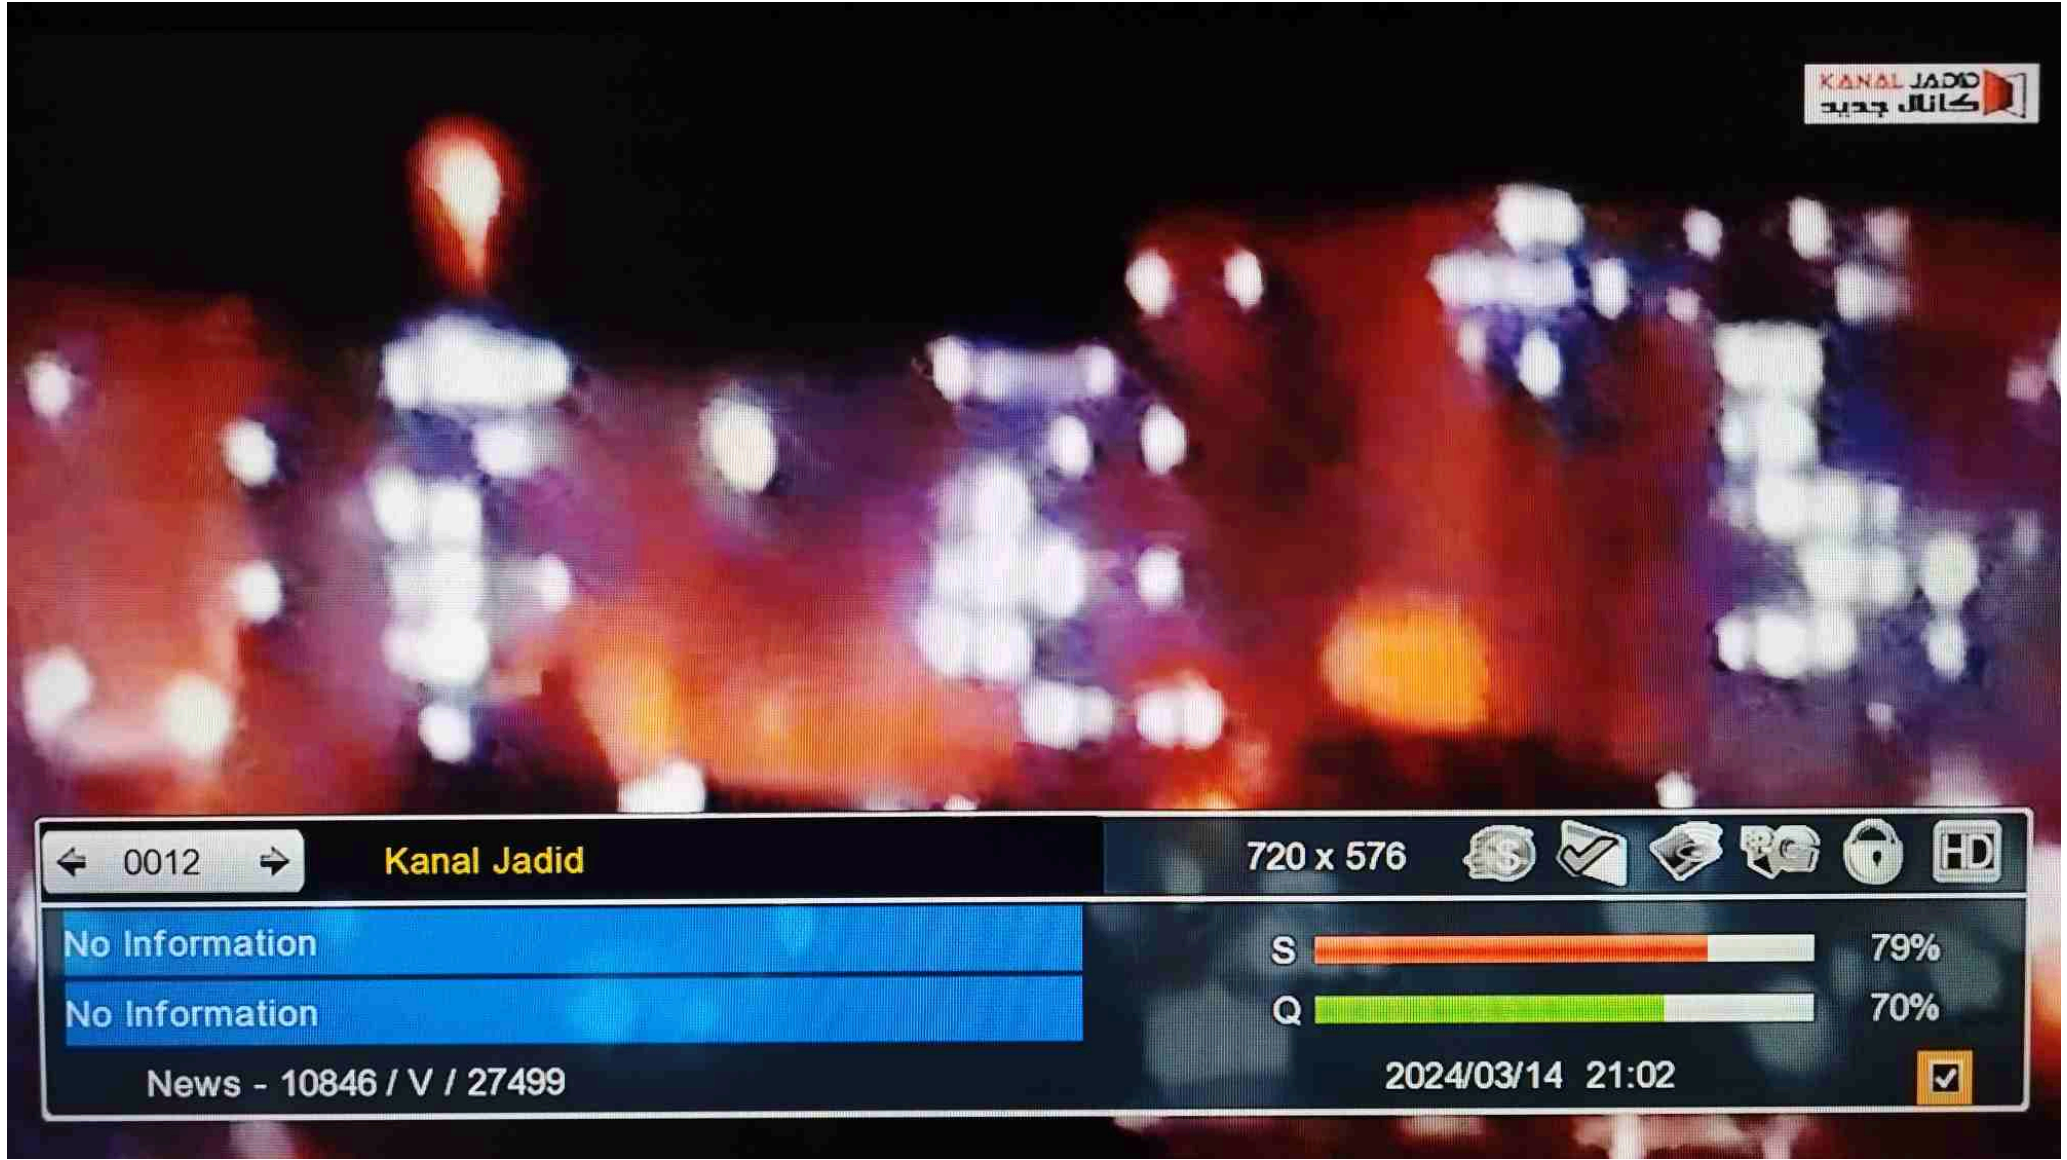 KANAL JADID
کانال جدید
0012
Kanal Jadid
720 x 576
HD
No Information
No Information
S 79%
Q 70%
News - 10846 / V / 27499
2024/03/14 21:02